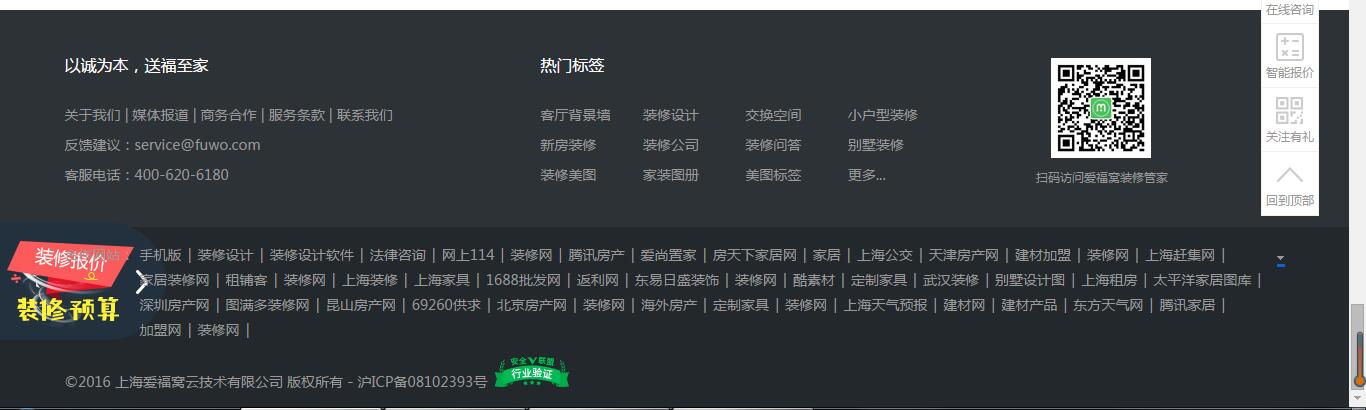 在线咨询
以诚为本，送福至家
热门标签
关于我们 | 媒体报道 | 商务合作 | 服务条款 | 联系我们
客厅背景墙 装修设计 交换空间 小户型装修
智能报价
反馈建议：service@fuwo.com
新房装修 装修公司 装修问答 别墅装修
关注有礼
客服电话：400-620-6180
装修美图 家装图册 美图标签 更多...
扫码访问爱福窝装修管家
回到顶部
手机版 | 装修设计 | 装修设计软件 | 法律咨询 | 网上114 | 装修网 | 腾讯房产 | 爱尚置家 | 房天下家居网 | 家居 | 上海公交 | 天津房产网 | 建材加盟 | 装修网 | 上海赶集网 |
装修报价
家居装修网 | 租铺客 | 装修网 | 上海装修 | 上海家具 | 1688批发网 | 返利网 | 东易日盛装饰 | 装修网 | 酷素材 | 定制家具 | 武汉装修 | 别墅设计图 | 上海租房 | 太平洋家居图库 |
装修预算
深圳房产网 | 图满多装修网 | 昆山房产网 | 69260供求 | 北京房产网 | 装修网 | 海外房产 | 定制家具 | 装修网 | 上海天气预报 | 建材网 | 建材产品 | 东方天气网 | 腾讯家居 |
加盟网 | 装修网 |
©2016 上海爱福窝云技术有限公司 版权所有 - 沪ICP备08102393号
安全联盟
行业验证